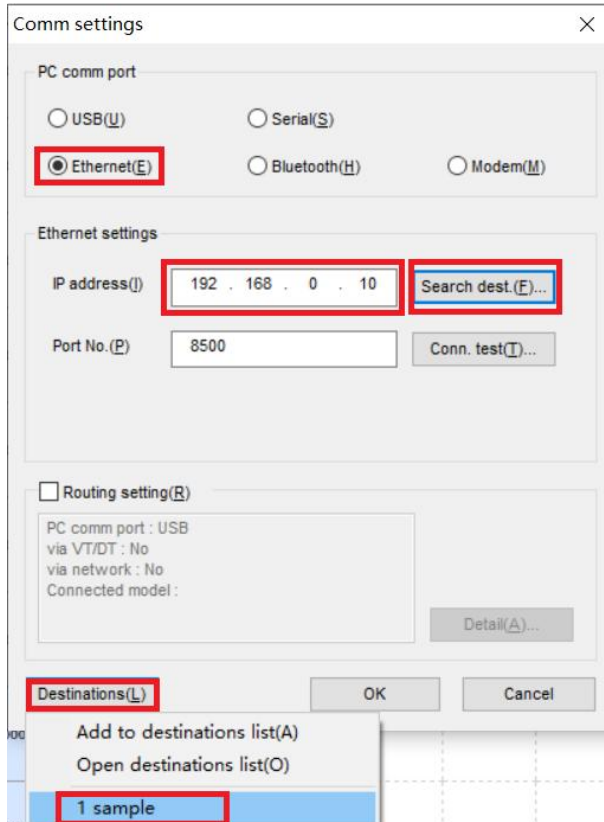 Comm settings
PC comm port
USB(U) Serial(S)
Ethernet(E) Bluetooth(H) Modem(M)
Ethernet settings
IP address(I) 192 . 168 . 0 . 10 Search dest.(F)...
Port No.(P) 8500 Conn. test(T)...
Routing setting(R)
PC comm port : USB
via VT/DT : No
via network : No
Connected model :
Detail(A)...
Destinations(L) OK Cancel
Add to destinations list(A)
Open destinations list(O)
1 sample